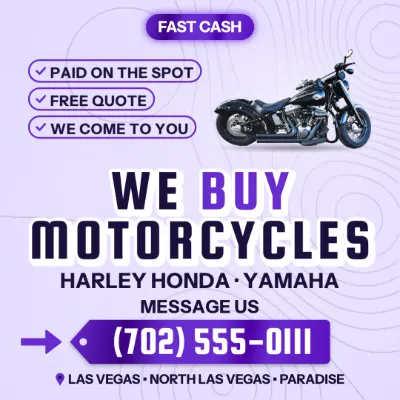 FAST CASH
PAID ON THE SPOT
FREE QUOTE
WE COME TO YOU
WE BUY
MOTORCYCLES
HARLEY HONDA · YAMAHA
MESSAGE US
(702) 555-0111
LAS VEGAS • NORTH LAS VEGAS • PARADISE